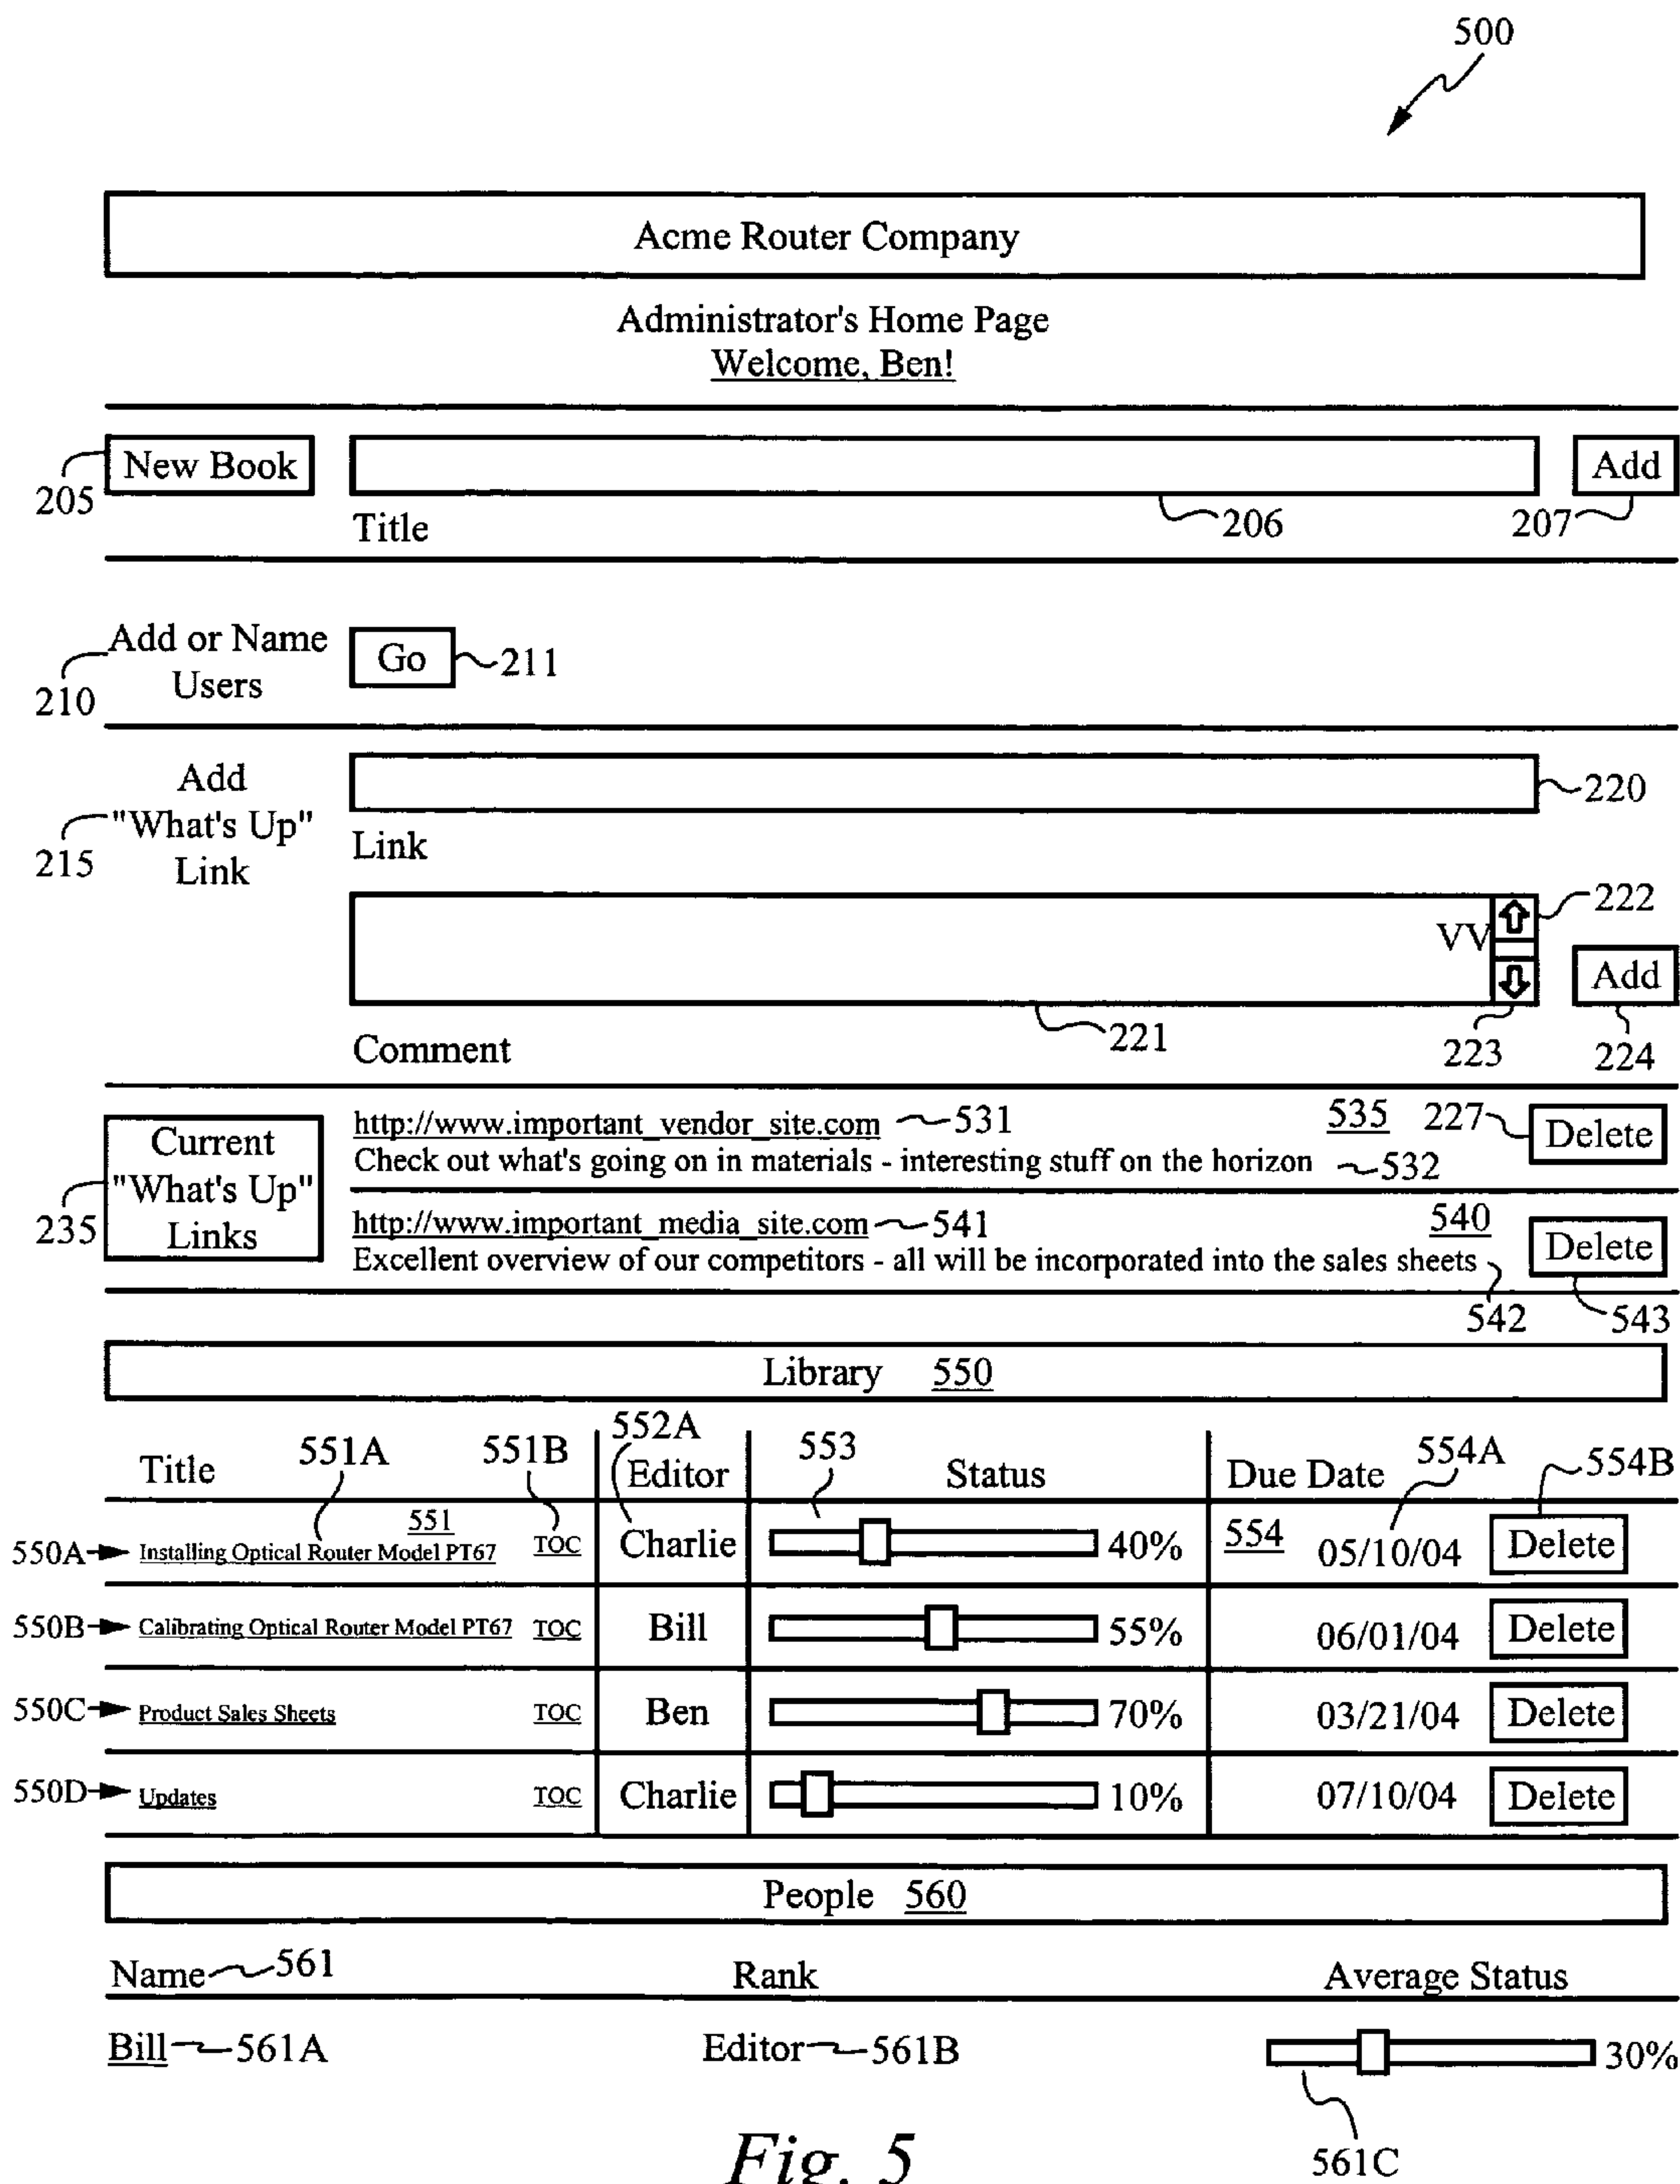 500
Acme Router Company
Administrator's Home Page
Welcome, Ben!
New Book Add
205 Title 206 207
Add or Name Users Go 211
210
Add "What's Up" Link
215
220
Link
222
VV
Add
221 223 224
Comment
Current "What's Up" Links
235
http://www.important_vendor_site.com 531 535 227 Delete
Check out what's going on in materials - interesting stuff on the horizon 532
http://www.important_media_site.com 541 540 Delete
Excellent overview of our competitors - all will be incorporated into the sales sheets
542 543
Library 550
551A 551B 552A 553 554A 554B
Title Editor Status Due Date
551
550A Installing Optical Router Model PT67 TOC Charlie 40% 554 05/10/04 Delete
550B Calibrating Optical Router Model PT67 TOC Bill 55% 06/01/04 Delete
550C Product Sales Sheets TOC Ben 70% 03/21/04 Delete
550D Updates TOC Charlie 10% 07/10/04 Delete
People 560
Name 561 Rank Average Status
Bill 561A Editor 561B 30%
561C
Fig. 5